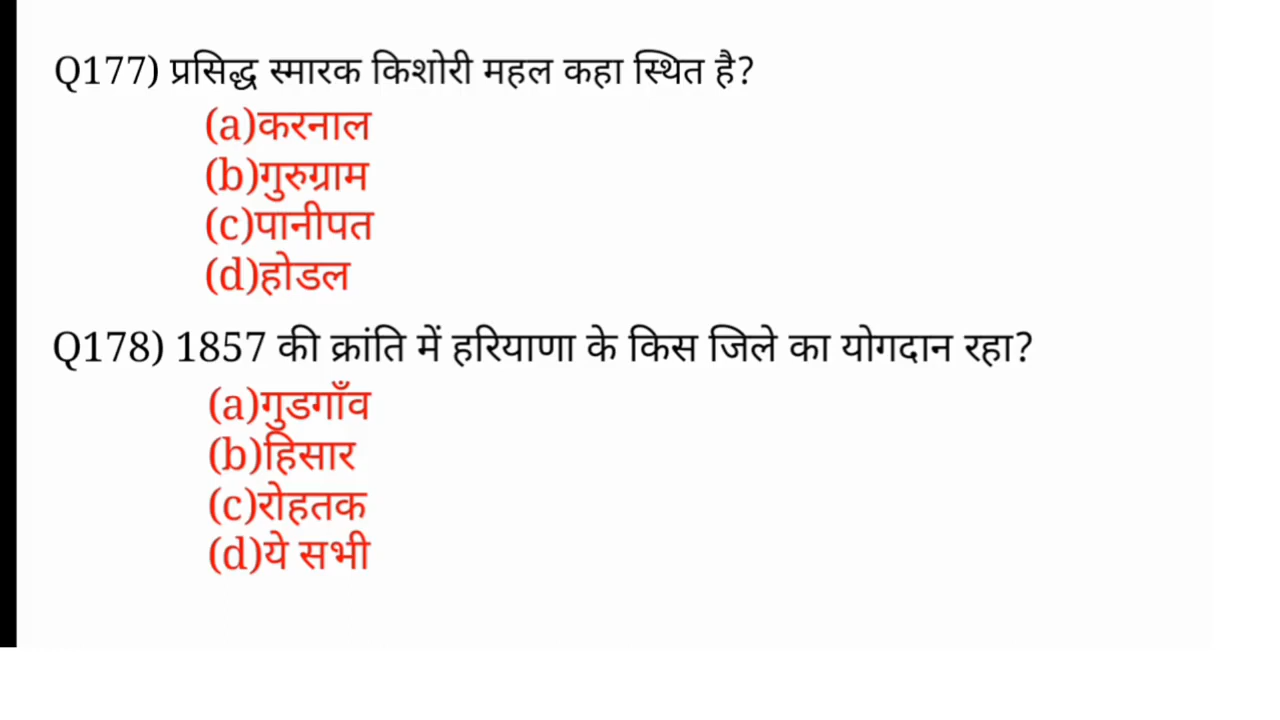 Q177) प्रसिद्ध स्मारक किशोरी महल कहा स्थित है?
(a)करनाल
(b)गुरुग्राम
(c)पानीपत
(d)होडल
Q178) 1857 की क्रांति में हरियाणा के किस जिले का योगदान रहा?
(a)गुडगाँव
(b)हिसार
(c)रोहतक
(d)ये सभी